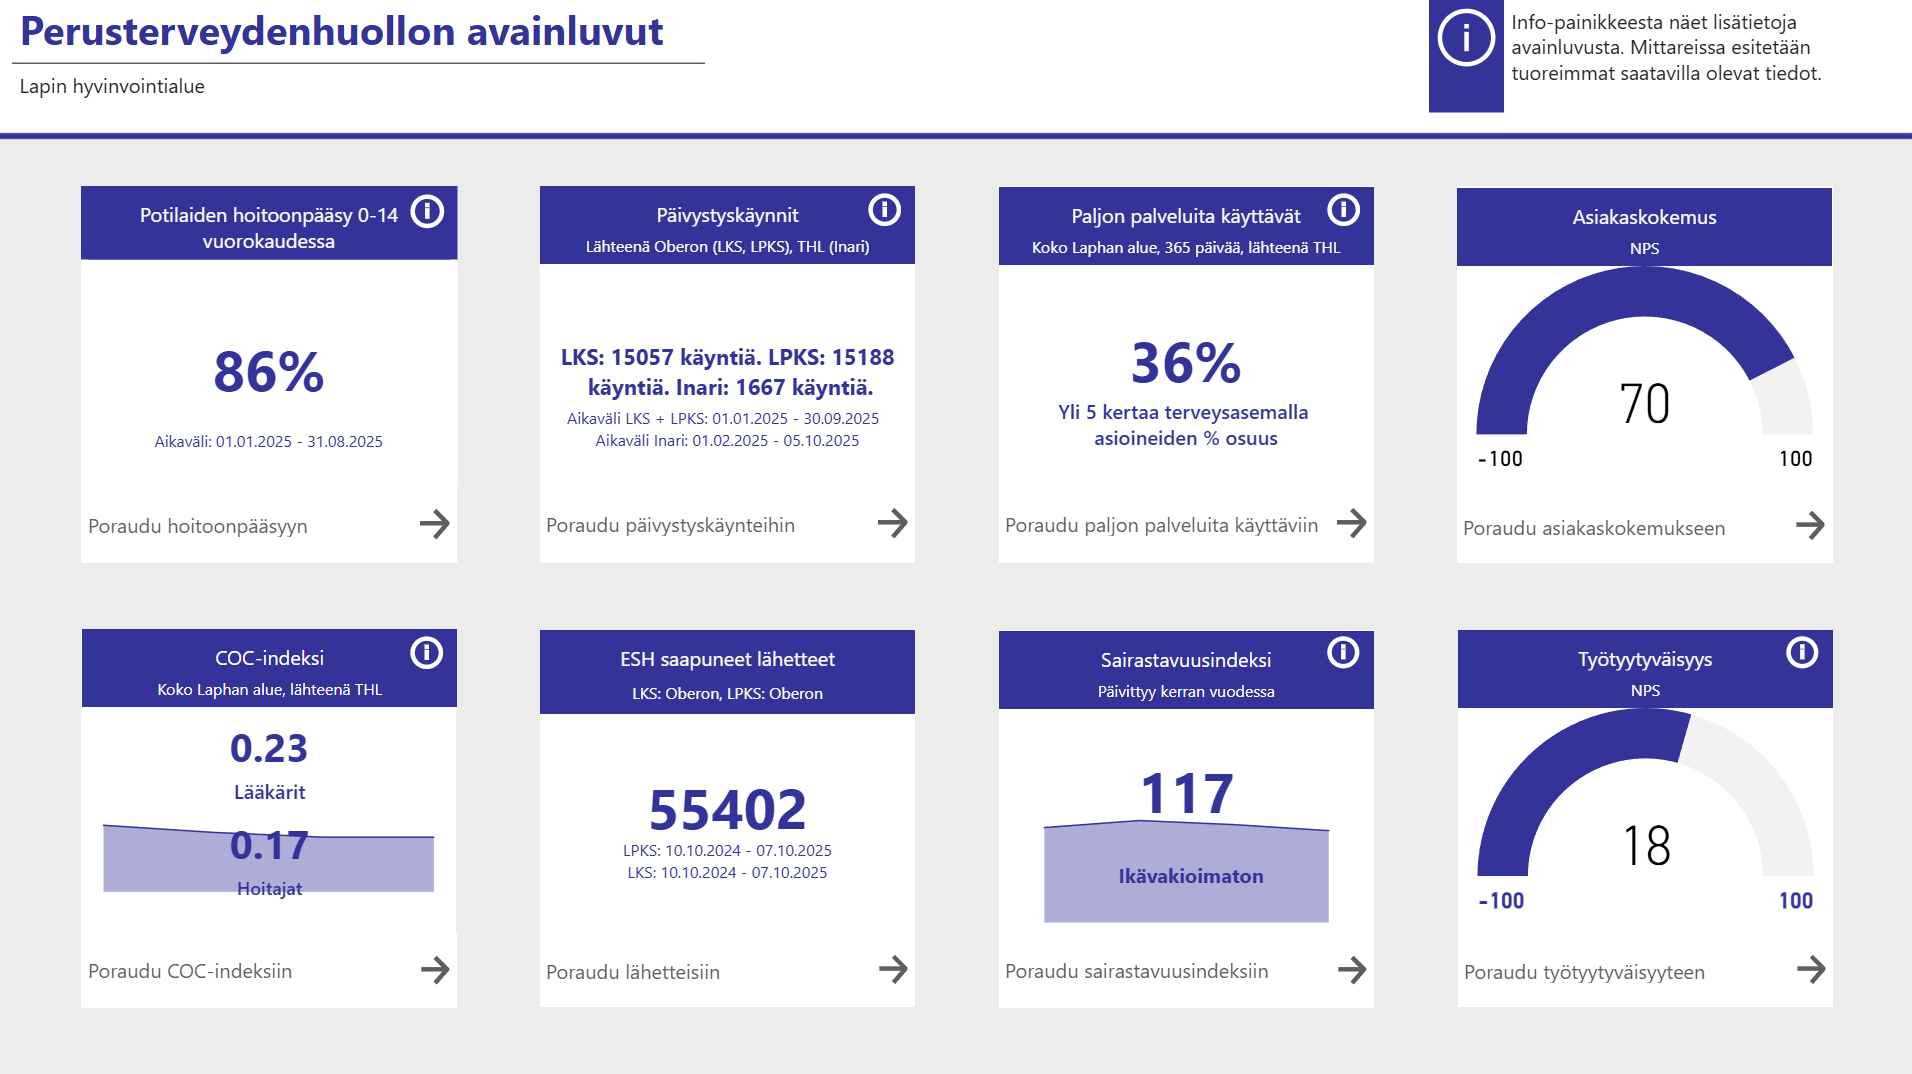 Perusterveydenhuollon avainluvut
Lapin hyvinvointialue
Info-painikkeesta näet lisätietoja
avainluvusta. Mittareissa esitetään
tuoreimmat saatavilla olevat tiedot.
Potilaiden hoitoonpääsy 0-14
vuorokaudessa
86%
Aikaväli: 01.01.2025 - 31.08.2025
Poraudu hoitoonpääsyyn
Päivystyskäynnit
Lähteenä Oberon (LKS, LPKS), THL (Inari)
LKS: 15057 käyntiä. LPKS: 15188
käyntiä. Inari: 1667 käyntiä.
Aikaväli LKS + LPKS: 01.01.2025 - 30.09.2025
Aikaväli Inari: 01.02.2025 - 05.10.2025
Poraudu päivystyskäynteihin
Paljon palveluita käyttävät
Koko Laphan alue, 365 päivää, lähteenä THL
36%
Yli 5 kertaa terveysasemalla
asioineiden % osuus
Poraudu paljon palveluita käyttäviin
Asiakaskokemus
NPS
70
-100
100
Poraudu asiakaskokemukseen
COC-indeksi
Koko Laphan alue, lähteenä THL
0.23
Lääkärit
0.17
Hoitajat
Poraudu COC-indeksiin
ESH saapuneet lähetteet
LKS: Oberon, LPKS: Oberon
55402
LPKS: 10.10.2024 - 07.10.2025
LKS: 10.10.2024 - 07.10.2025
Poraudu lähetteisiin
Sairastavuusindeksi
Päivittyy kerran vuodessa
117
Ikävakioimaton
Poraudu sairastavuusindeksiin
Työtyytyväisyys
NPS
18
-100
100
Poraudu työtyytyväisyyteen